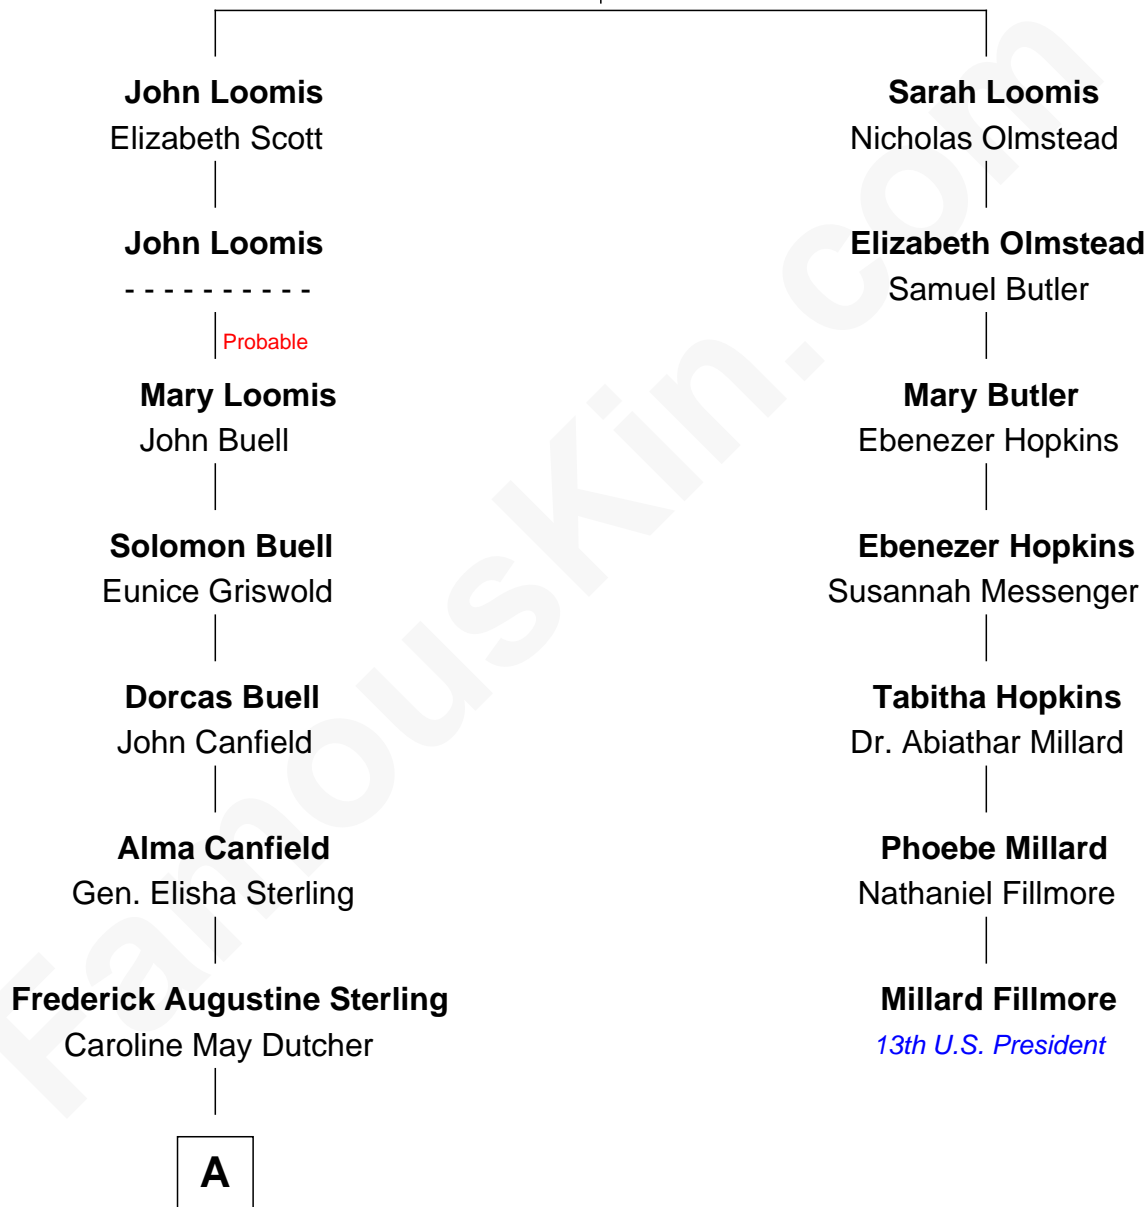 John Loomis
Elizabeth Scott
Sarah Loomis
Nicholas Olmstead
John Loomis
- - - - - - - - - -
Elizabeth Olmstead
Samuel Butler
Probable
Mary Loomis
John Buell
Mary Butler
Ebenezer Hopkins
Solomon Buell
Eunice Griswold
Ebenezer Hopkins
Susannah Messenger
Dorcas Buell
John Canfield
Tabitha Hopkins
Dr. Abiathar Millard
Alma Canfield
Gen. Elisha Sterling
Phoebe Millard
Nathaniel Fillmore
Frederick Augustine Sterling
Caroline May Dutcher
Millard Fillmore
13th U.S. President
A
FamousKin.com